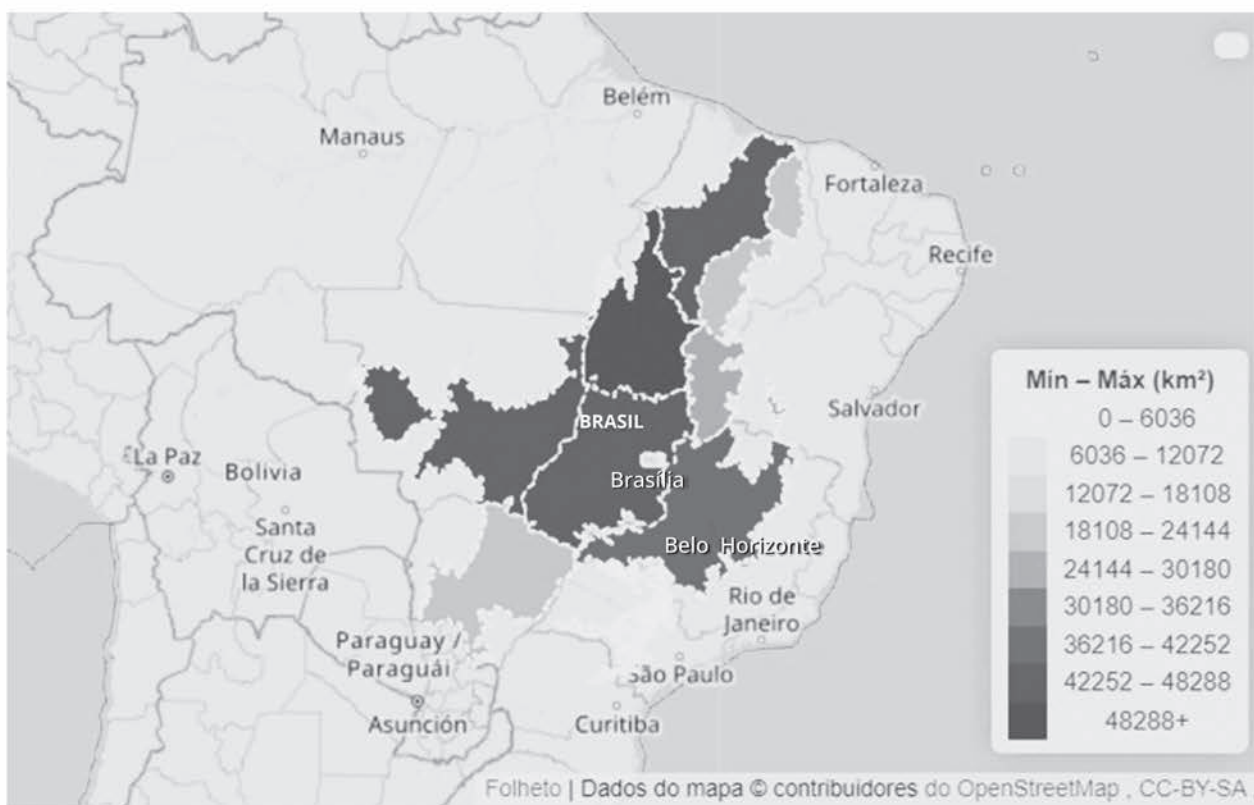 Belém
Manaus
Fortaleza
Recife
BRASIL
Salvador
La Paz
Bolivia
Brasília
Santa
Cruz de
la Sierra
Belo Horizonte
Rio de
Janeiro
Paraguay /
Paraguái
São Paulo
Asunción
Curitiba
Mín – Máx (km²)
0 – 6036
6036 – 12072
12072 – 18108
18108 – 24144
24144 – 30180
30180 – 36216
36216 – 42252
42252 – 48288
48288+
Folheto | Dados do mapa © contribuidores do OpenStreetMap , CC-BY-SA